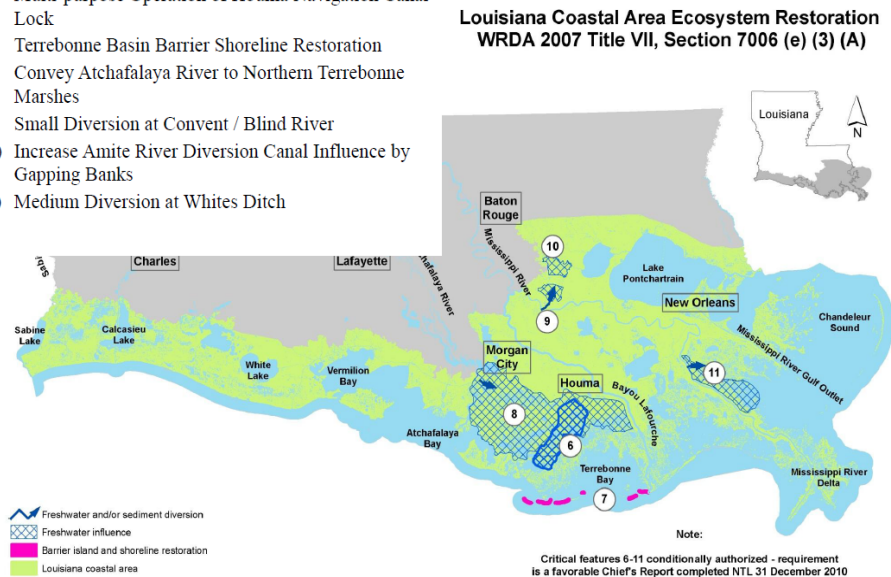 Lock
Terrebonne Basin Barrier Shoreline Restoration
Convey Atchafalaya River to Northern Terrebonne
Marshes
Small Diversion at Convent / Blind River
Increase Amite River Diversion Canal Influence by
Gapping Banks
Medium Diversion at Whites Ditch
Louisiana Coastal Area Ecosystem Restoration
WRDA 2007 Title VII, Section 7006 (e) (3) (A)
Louisiana
N
Baton
Rouge
Mississippi River
10
Lake
Pontchartrain
New Orleans
Chandeleur
Sound
Mississippi River Gulf Outlet
9
11
Charles
Lafayette
Sabine
Lake
Calcasieu
Lake
White
Lake
Vermilion
Bay
Morgan
City
Houma
Bayou Lafourche
8
6
Atchafalaya
Bay
Terrebonne
Bay
7
Mississippi River
Delta
Freshwater and/or sediment diversion
Freshwater influence
Barrier island and shoreline restoration
Louisiana coastal area
Note:
Critical features 6-11 conditionally authorized - requirement
is a favorable Chief's Report completed NTL 31 December 2010